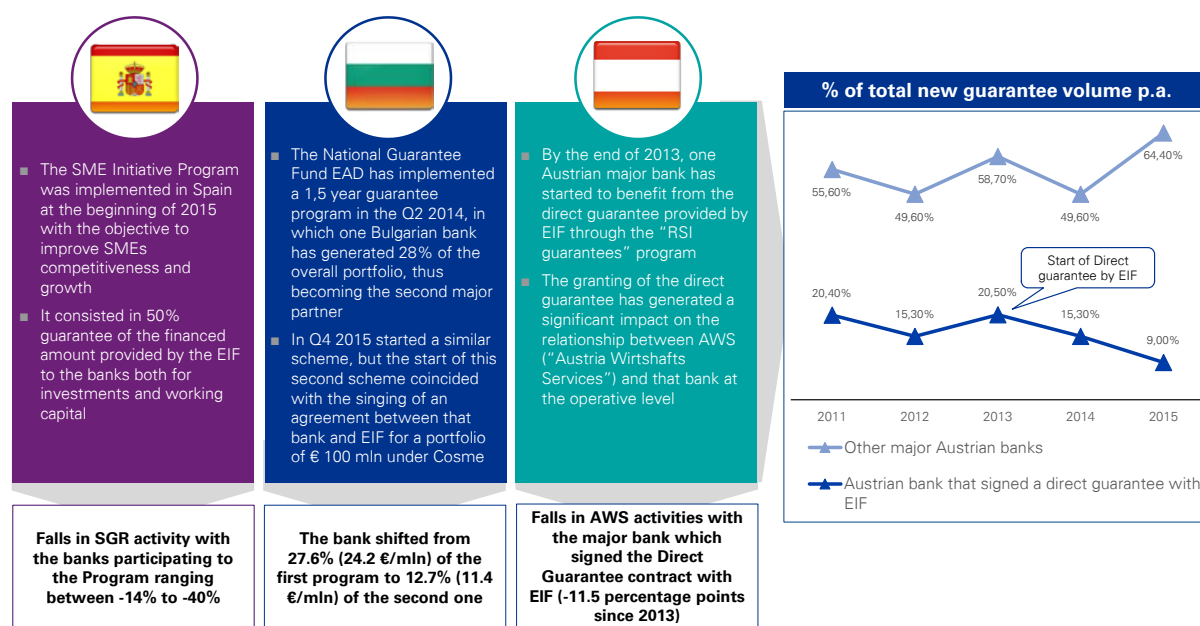 The SME Initiative Program
was implemented in Spain
at the beginning of 2015
with the objective to
improve SMEs
competitiveness and
growth
It consisted in 50%
guarantee of the financed
amount provided by the EIF
to the banks both for
investments and working
capital
Falls in SGR activity with
the banks participating to
the Program ranging
between -14% to -40%
The National Guarantee
Fund EAD has implemented
a 1,5 year guarantee
program in the Q2 2014, in
which one Bulgarian bank
has generated 28% of the
overall portfolio, thus
becoming the second major
partner
In Q4 2015 started a similar
scheme, but the start of this
second scheme coincided
with the singing of an
agreement between that
bank and EIF for a portfolio
of € 100 mln under Cosme
The bank shifted from
27.6% (24.2 €/mln) of the
first program to 12.7% (11.4
€/mln) of the second one
By the end of 2013, one
Austrian major bank has
started to benefit from the
direct guarantee provided by
EIF through the “RSI
guarantees” program
The granting of the direct
guarantee has generated a
significant impact on the
relationship between AWS
(“Austria Wirtshafts
Services”) and that bank at
the operative level
Falls in AWS activities with
the major bank which
signed the Direct
Guarantee contract with
EIF (-11.5 percentage points
since 2013)
% of total new guarantee volume p.a.
55,60%
49,60%
58,70%
49,60%
64,40%
Start of Direct
guarantee by EIF
20,40%
15,30%
20,50%
15,30%
9,00%
2011 2012 2013 2014 2015
Other major Austrian banks
Austrian bank that signed a direct guarantee with
EIF